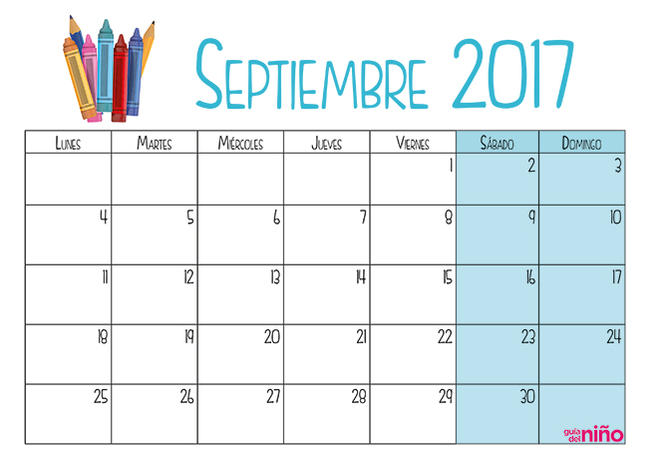 Septiembre 2017
Lunes Martes Miércoles Jueves Viernes Sábado Domingo
1 2 3
4 5 6 7 8 9 10
11 12 13 14 15 16 17
18 19 20 21 22 23 24
25 26 27 28 29 30
guía
del niño